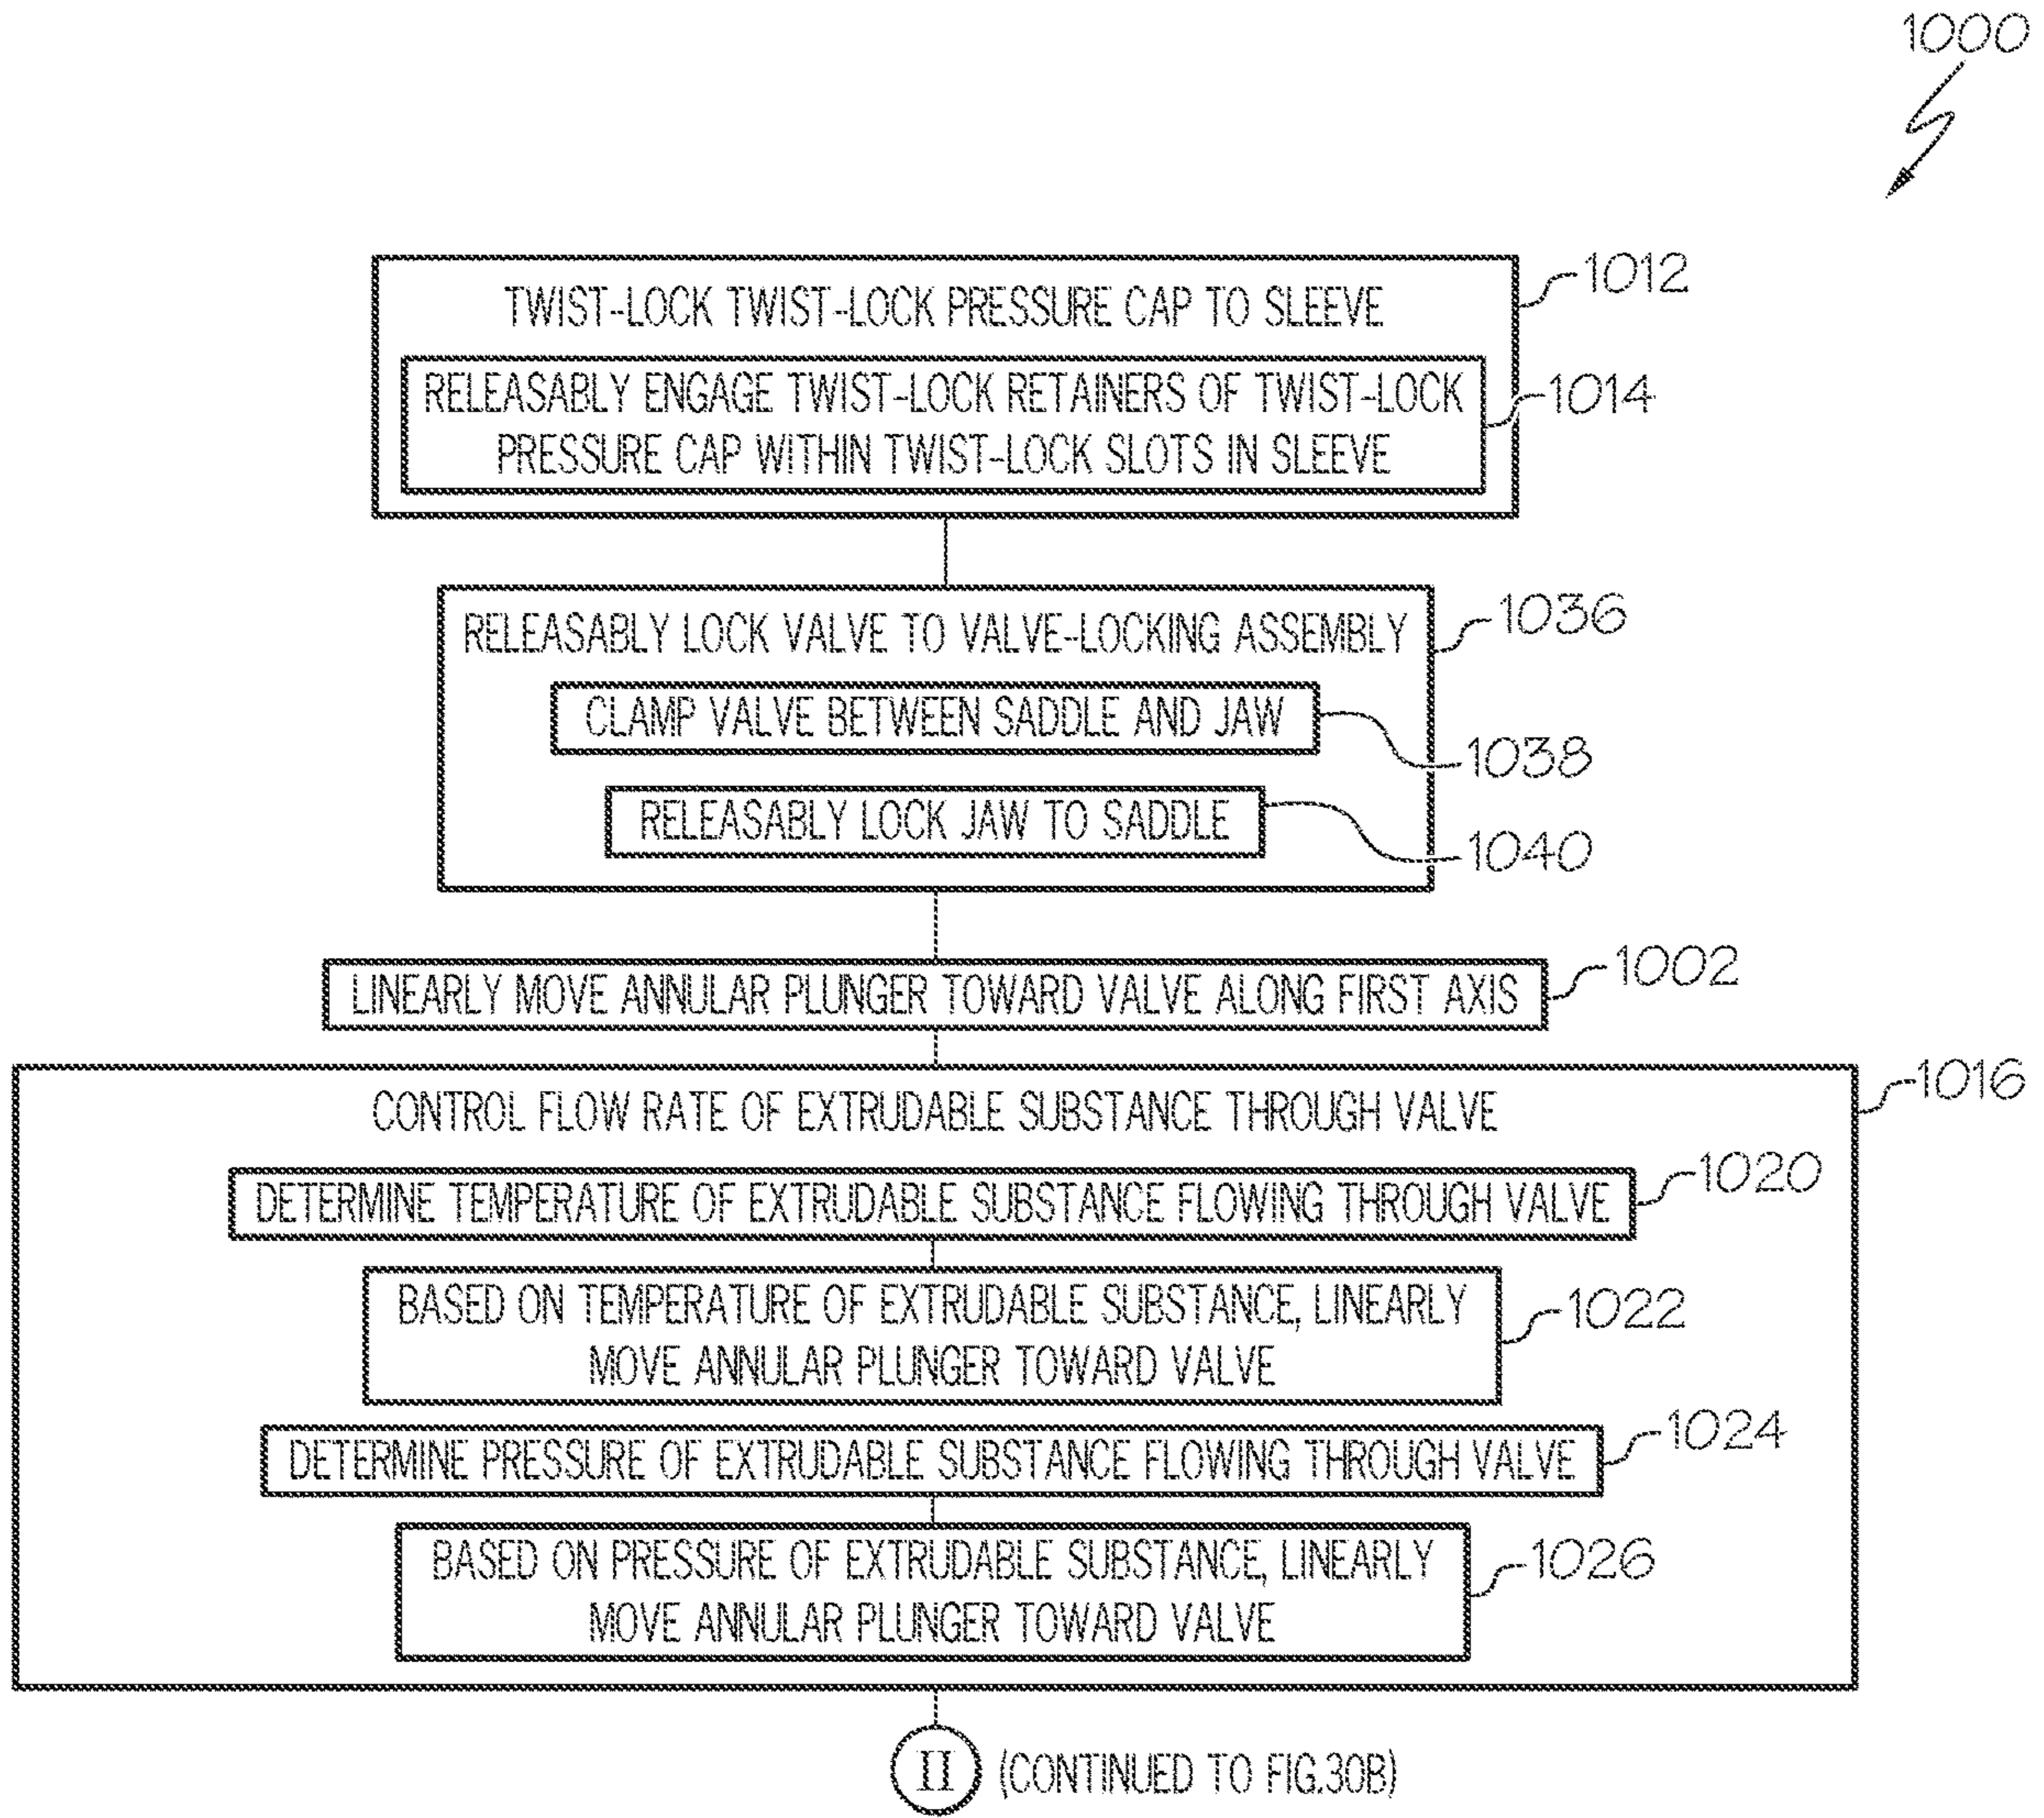 1000
TWIST-LOCK TWIST-LOCK PRESSURE CAP TO SLEEVE
1012
RELEASABLY ENGAGE TWIST-LOCK RETAINERS OF TWIST-LOCK
PRESSURE CAP WITHIN TWIST-LOCK SLOTS IN SLEEVE
1014
RELEASABLY LOCK VALVE TO VALVE-LOCKING ASSEMBLY
1036
CLAMP VALVE BETWEEN SADDLE AND JAW
1038
RELEASABLY LOCK JAW TO SADDLE
1040
LINEARLY MOVE ANNULAR PLUNGER TOWARD VALVE ALONG FIRST AXIS
1002
CONTROL FLOW RATE OF EXTRUDABLE SUBSTANCE THROUGH VALVE
1016
DETERMINE TEMPERATURE OF EXTRUDABLE SUBSTANCE FLOWING THROUGH VALVE
1020
BASED ON TEMPERATURE OF EXTRUDABLE SUBSTANCE, LINEARLY
MOVE ANNULAR PLUNGER TOWARD VALVE
1022
DETERMINE PRESSURE OF EXTRUDABLE SUBSTANCE FLOWING THROUGH VALVE
1024
BASED ON PRESSURE OF EXTRUDABLE SUBSTANCE, LINEARLY
MOVE ANNULAR PLUNGER TOWARD VALVE
1026
II (CONTINUED TO FIG.30B)